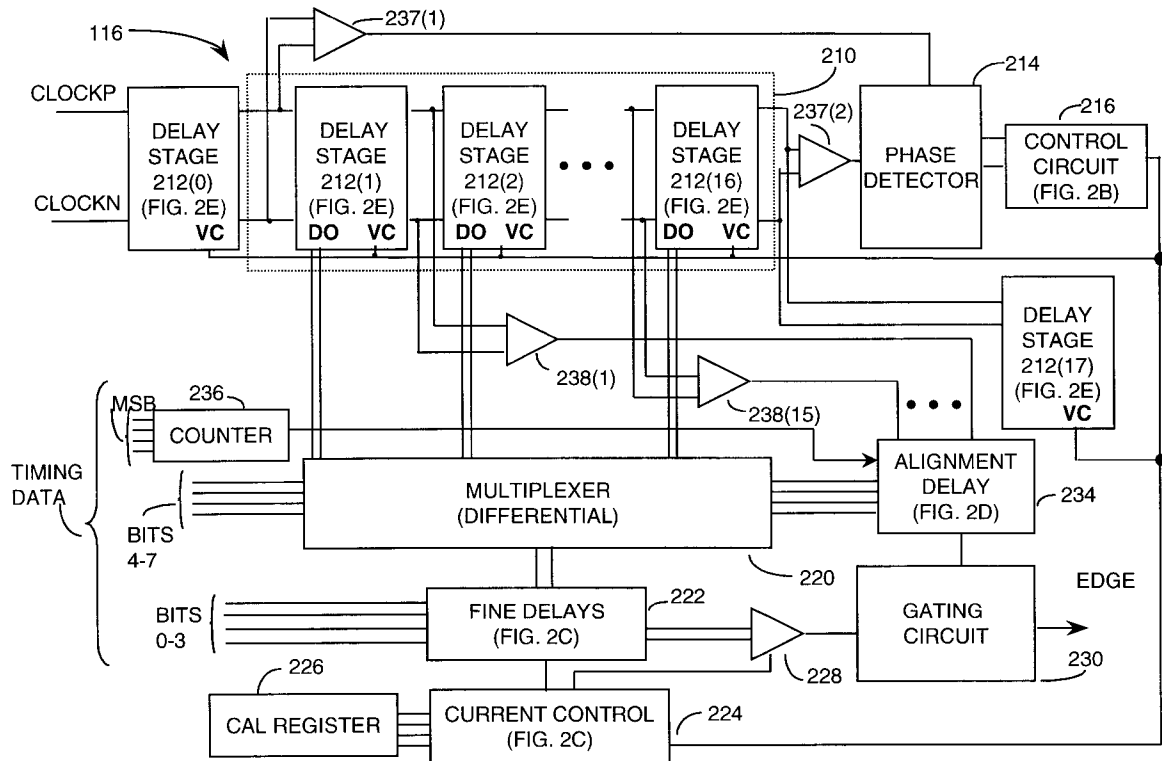 237(1)
116
210
214
CLOCKP
237(2)
216
DELAY
STAGE
212(0)
(FIG. 2E)
VC
DELAY
STAGE
212(1)
(FIG. 2E)
DO VC
DELAY
STAGE
212(2)
(FIG. 2E)
DO VC
DELAY
STAGE
212(16)
(FIG. 2E)
DO VC
PHASE
DETECTOR
CONTROL
CIRCUIT
(FIG. 2B)
CLOCKN
DELAY
STAGE
212(17)
(FIG. 2E)
VC
238(1)
238(15)
MSB
236
COUNTER
TIMING
DATA
BITS
4-7
MULTIPLEXER
(DIFFERENTIAL)
ALIGNMENT
DELAY
(FIG. 2D)
234
220
EDGE
BITS
0-3
FINE DELAYS
(FIG. 2C)
222
228
GATING
CIRCUIT
230
226
CAL REGISTER
CURRENT CONTROL
(FIG. 2C)
224